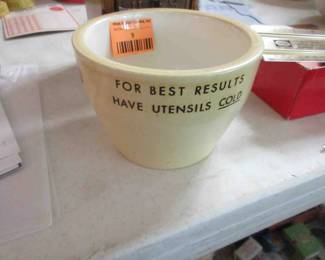 FOR BEST RESULTS
HAVE UTENSILS COLD